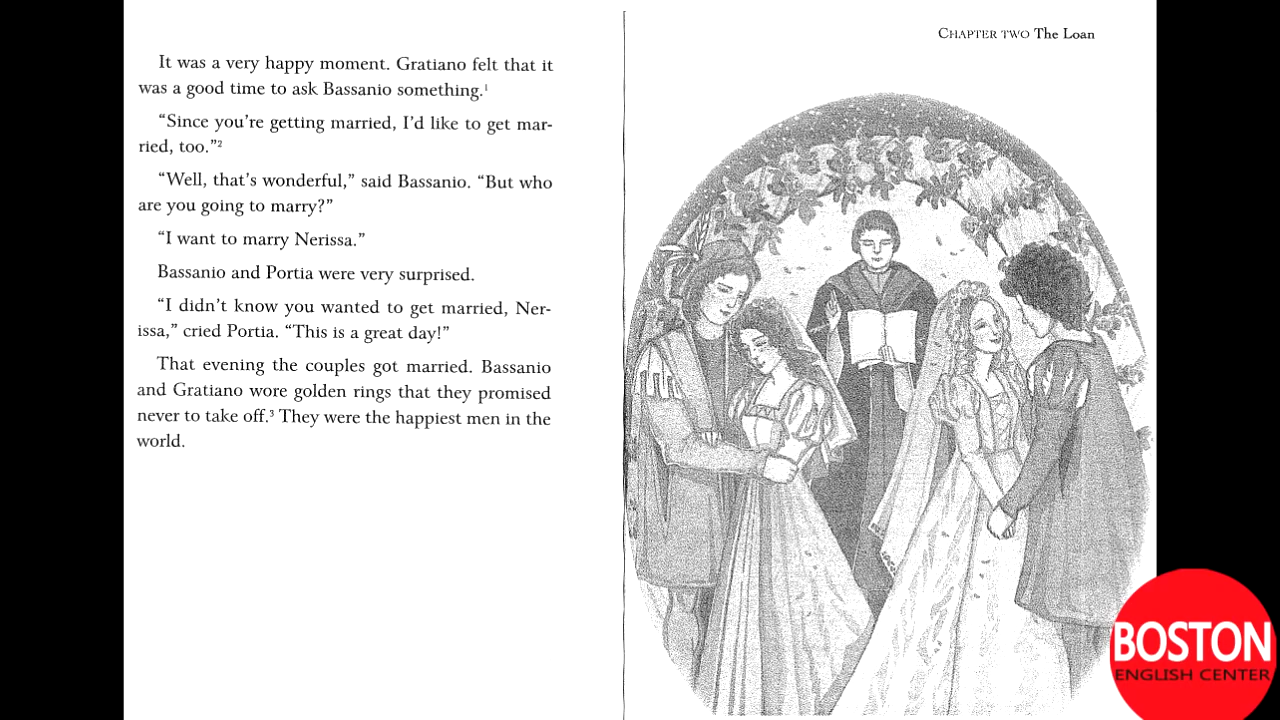 It was a very happy moment. Gratiano felt that it
was a good time to ask Bassanio something.¹
“Since you’re getting married, I’d like to get mar-
ried, too.”²
“Well, that’s wonderful,” said Bassanio. “But who
are you going to marry?”
“I want to marry Nerissa.”
Bassanio and Portia were very surprised.
“I didn’t know you wanted to get married, Ner-
issa,” cried Portia. “This is a great day!”
That evening the couples got married. Bassanio
and Gratiano wore golden rings that they promised
never to take off.³ They were the happiest men in the
world.
CHAPTER TWO The Loan
BOSTON
ENGLISH CENTER